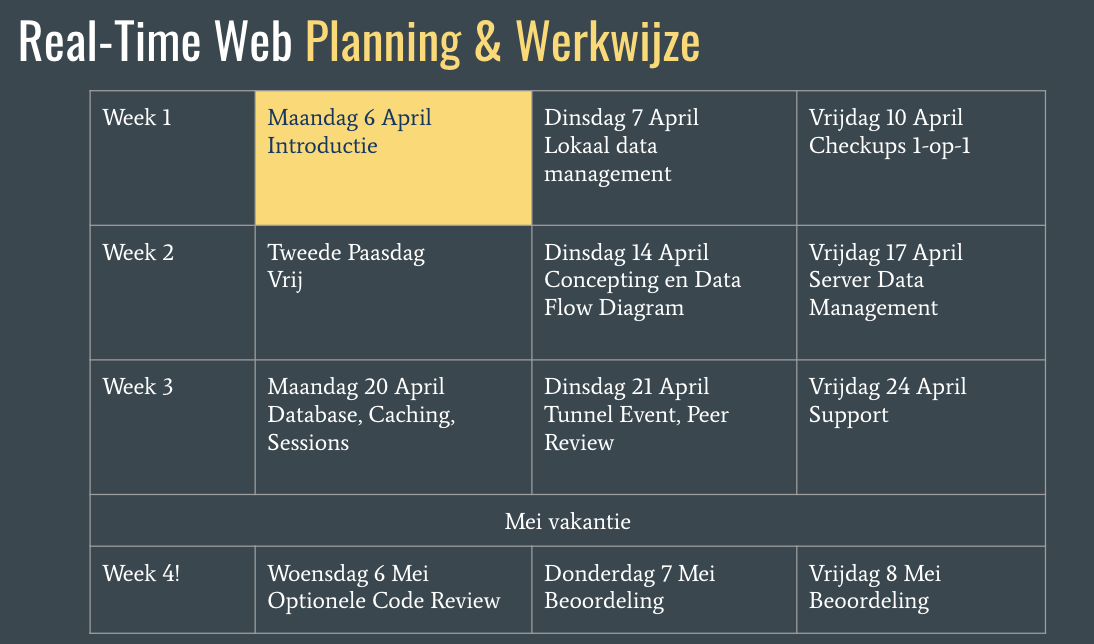 Real-Time Web Planning & Werkwijze
Week 1
Maandag 6 April
Introductie
Dinsdag 7 April
Lokaal data
management
Vrijdag 10 April
Checkups 1-op-1
Week 2
Tweede Paasdag
Vrij
Dinsdag 14 April
Concepting en Data
Flow Diagram
Vrijdag 17 April
Server Data
Management
Week 3
Maandag 20 April
Database, Caching,
Sessions
Dinsdag 21 April
Tunnel Event, Peer
Review
Vrijdag 24 April
Support
Mei vakantie
Week 4!
Woensdag 6 Mei
Optionele Code Review
Donderdag 7 Mei
Beoordeling
Vrijdag 8 Mei
Beoordeling